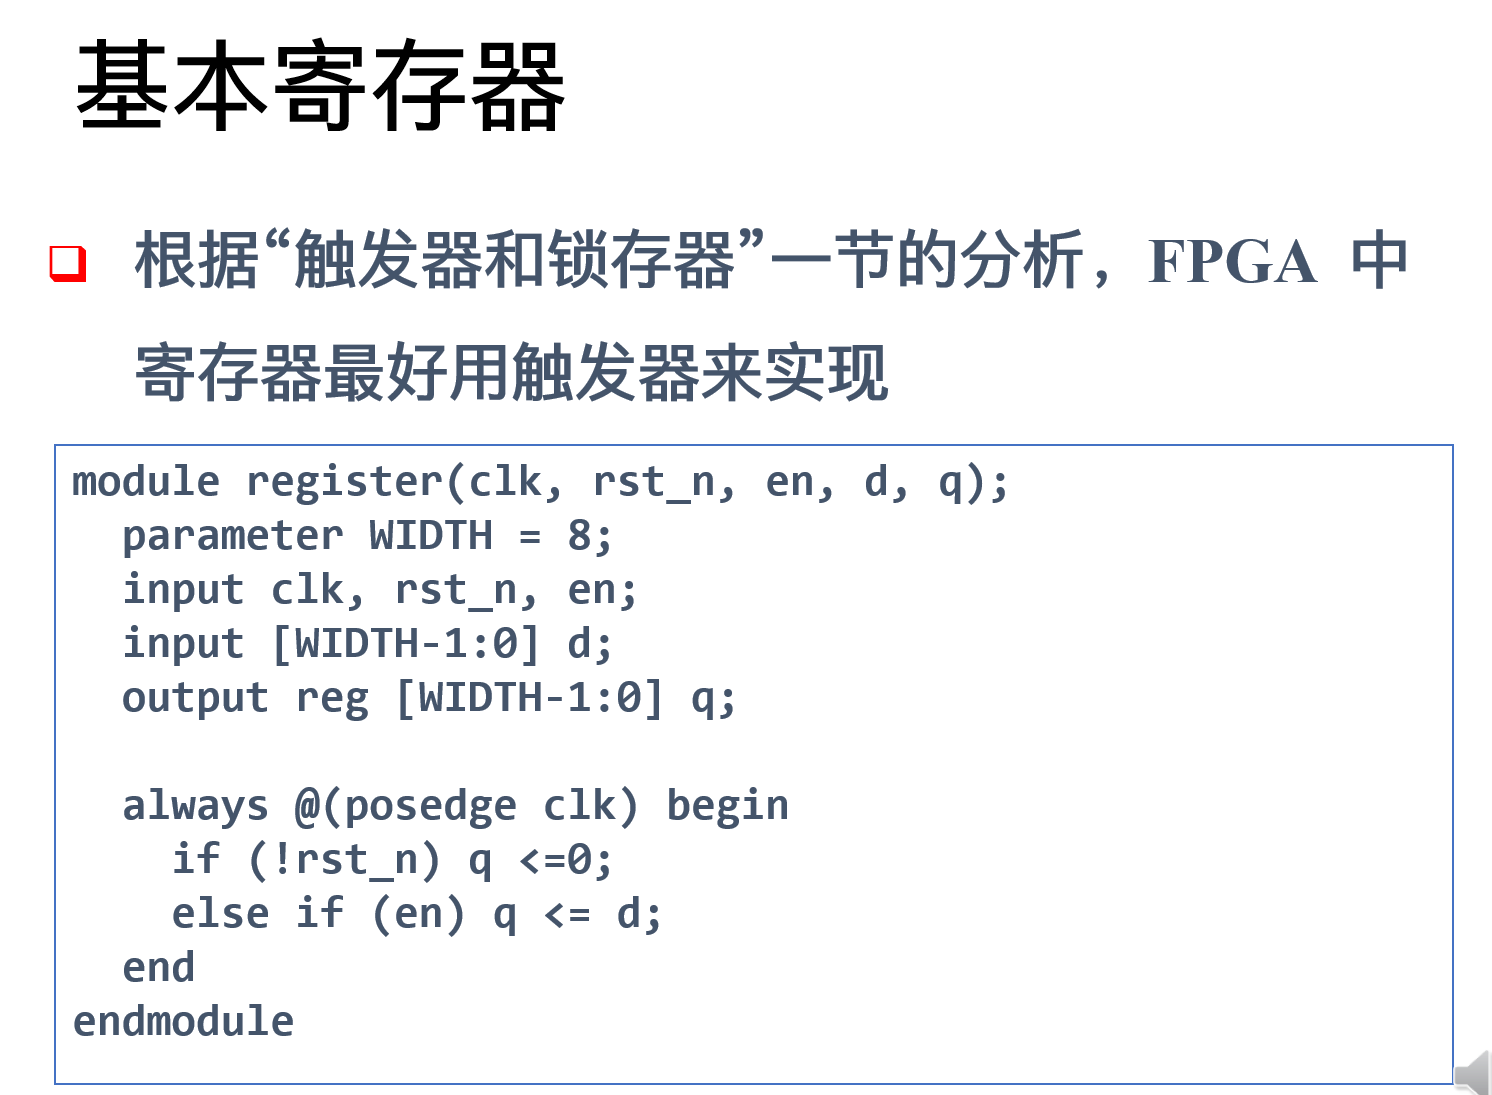 基本寄存器
根据“触发器和锁存器”一节的分析，FPGA 中
寄存器最好用触发器来实现
module register(clk, rst_n, en, d, q);
  parameter WIDTH = 8;
  input clk, rst_n, en;
  input [WIDTH-1:0] d;
  output reg [WIDTH-1:0] q;

  always @(posedge clk) begin
    if (!rst_n) q <=0;
    else if (en) q <= d;
  end
endmodule